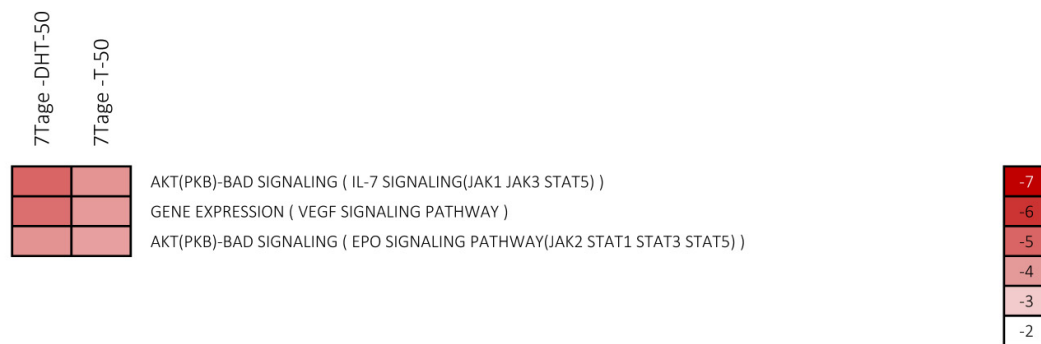 7Tage -DHT-50
7Tage -T-50
AKT(PKB)-BAD SIGNALING ( IL-7 SIGNALING(JAK1 JAK3 STAT5) )
GENE EXPRESSION ( VEGF SIGNALING PATHWAY )
AKT(PKB)-BAD SIGNALING ( EPO SIGNALING PATHWAY(JAK2 STAT1 STAT3 STAT5) )
-7
-6
-5
-4
-3
-2